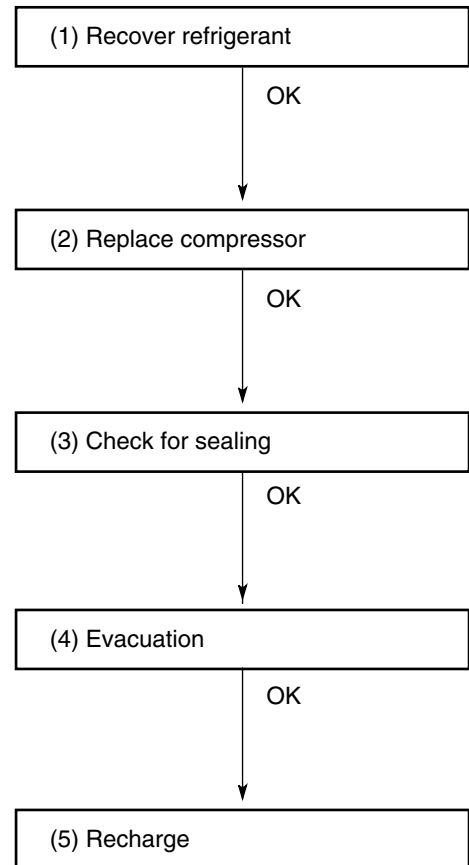 (1) Recover refrigerant
OK
(2) Replace compressor
OK
(3) Check for sealing
OK
(4) Evacuation
OK
(5) Recharge